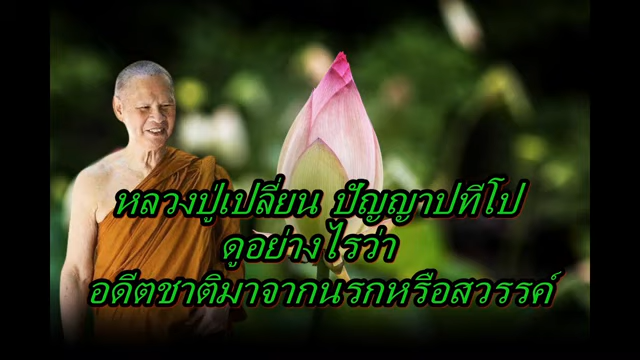 หลวงปู่เปลี่ยน ปัญญาปทีโป
ดูอย่างไรว่า
อดีตชาติมาจากนรกหรือสวรรค์